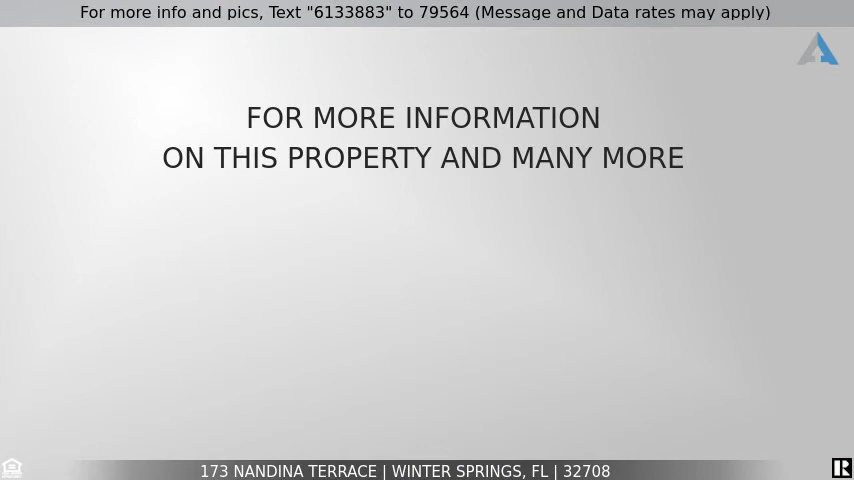 For more info and pics, Text "6133883" to 79564 (Message and Data rates may apply)
FOR MORE INFORMATION
ON THIS PROPERTY AND MANY MORE
173 NANDINA TERRACE | WINTER SPRINGS, FL | 32708